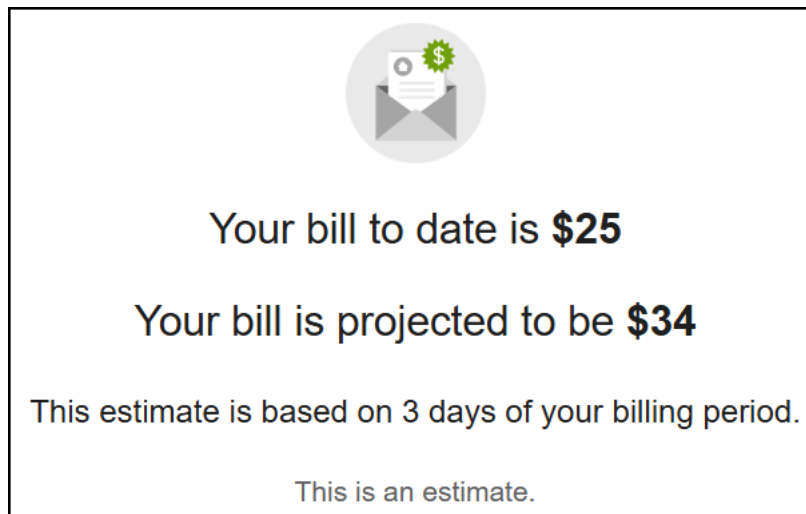 $
Your bill to date is $25
Your bill is projected to be $34
This estimate is based on 3 days of your billing period.
This is an estimate.